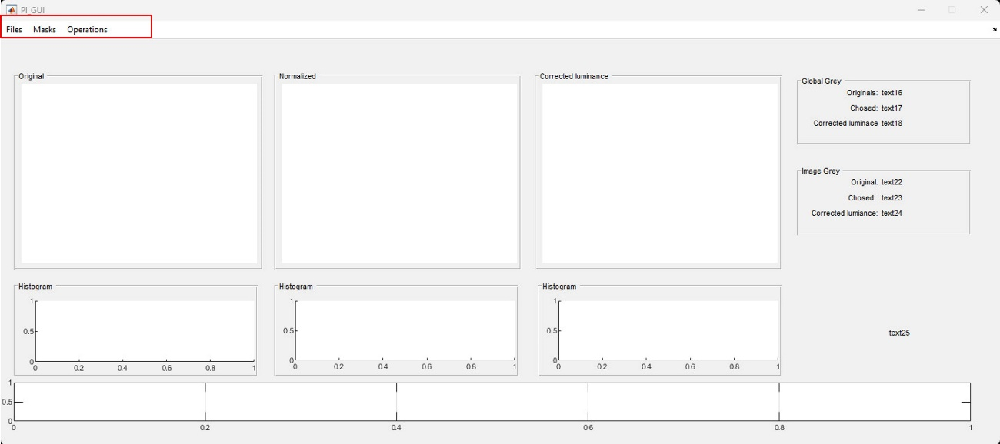 PI_GUI
Files Masks Operations
Original
Normalized
Corrected luminance
Global Grey
Originals: text16
Chosed: text17
Corrected luminace text18
Image Grey
Original: text22
Chosed: text23
Corrected lumiance: text24
Histogram
1
0.5
0
0 0.2 0.4 0.6 0.8 1
Histogram
1
0.5
0
0 0.2 0.4 0.6 0.8 1
Histogram
1
0.5
0
0 0.2 0.4 0.6 0.8 1
text25
1
0.5
0
0 0.2 0.4 0.6 0.8 1